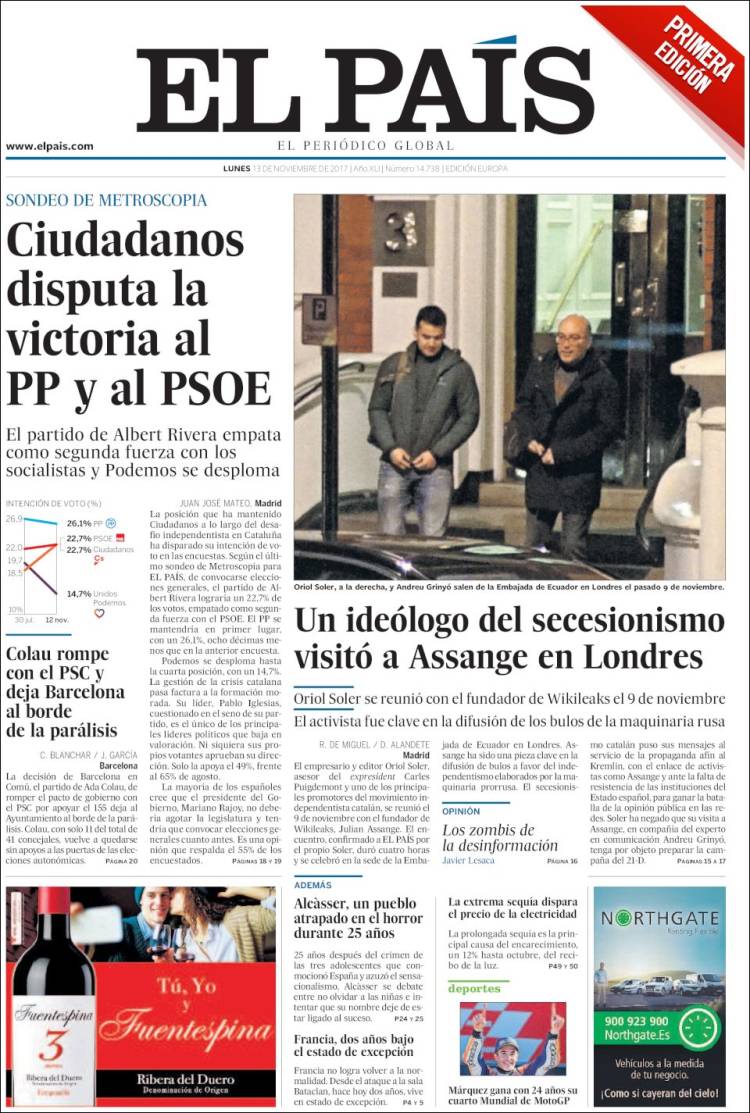 PRIMERA
EDICIÓN
EL PAÍS
www.elpais.com
EL PERIÓDICO GLOBAL
LUNES 13 DE NOVIEMBRE DE 2017 | Año XLI | Número 14.738 | EDICIÓN EUROPA
SONDEO DE METROSCOPIA
Ciudadanos
disputa la
victoria al
PP y al PSOE
El partido de Albert Rivera empata
como segunda fuerza con los
socialistas y Podemos se desploma
INTENCIÓN DE VOTO (%)
26.9
22.0
19.7
18.5
10%
30 jul.
12 nov.
26,1% PP
22,7% PSOE
22,7% Ciudadanos
Cs
14,7% Unidos
Podemos
JUAN JOSÉ MATEO, Madrid
La posición que ha mantenido
Ciudadanos a lo largo del desa-
fío independentista en Cataluña
ha disparado su intención de vo-
to en las encuestas. Según el últi-
mo sondeo de Metroscopia para
EL PAÍS, de convocarse eleccio-
nes generales, el partido de Al-
bert Rivera lograría un 22,7% de
los votos, empatado como segun-
da fuerza con el PSOE. El PP se
mantendría en primer lugar,
con un 26,1%, ocho décimas me-
nos que en la anterior encuesta.
Podemos se desploma hasta
la cuarta posición, con un 14,7%.
La gestión de la crisis catalana
pasa factura a la formación mo-
rada. Su líder, Pablo Iglesias,
cuestionado en el seno de su par-
tido, es el único de los principa-
les líderes políticos que baja en
valoración. Ni siquiera sus pro-
pios votantes aprueban su direc-
ción. Solo la apoya el 49%, frente
al 65% de agosto.
La mayoría de los españoles
cree que el presidente del Go-
bierno, Mariano Rajoy, no debe-
ría agotar la legislatura y ten-
dría que convocar elecciones ge-
nerales cuanto antes. Es una opi-
nión que respalda el 55% de los
encuestados. PÁGINAS 18 Y 19
Colau rompe
con el PSC y
deja Barcelona
al borde
de la parálisis
C. BLANCHAR / J. GARCÍA
Barcelona
La decisión de Barcelona en
Comú, el partido de Ada Colau, de
romper el pacto de gobierno con
el PSC por apoyar el 155 deja al
Ayuntamiento al borde de la pará-
lisis. Colau, con solo 11 del total de
41 concejales, vuelve a quedarse
sin apoyos a las puertas de las elec-
ciones autonómicas. PÁGINA 20
3
P
Oriol Soler, a la derecha, y Andreu Grinyó salen de la Embajada de Ecuador en Londres el pasado 9 de noviembre.
Un ideólogo del secesionismo
visitó a Assange en Londres
Oriol Soler se reunió con el fundador de Wikileaks el 9 de noviembre
El activista fue clave en la difusión de los bulos de la maquinaria rusa
R. DE MIGUEL / D. ALANDETE
Madrid
El empresario y editor Oriol Soler,
asesor del expresident Carles
Puigdemont y uno de los princi-
pales promotores del movimiento in-
dependentista catalán, se reunió el
9 de noviembre con el fundador de
Wikileaks, Julian Assange. El en-
cuentro, confirmado a EL PAÍS por
el propio Soler, duró cuatro horas
y se celebró en la sede de la Emba-
jada de Ecuador en Londres. As-
sange ha sido una pieza clave en la
difusión de bulos a favor del inde-
pendentismo elaborados por la ma-
quinaria prorrusa. El secesionis-
mo catalán puso sus mensajes al
servicio de la propaganda afín al
Kremlin, con el enlace de activis-
tas como Assange y ante la falta de
resistencia de las instituciones del
Estado español, para ganar la bata-
lla de la opinión pública en las re-
des. Soler ha negado que su visita a
Assange, en compañía del experto
en comunicación Andreu Grinyó,
tenga por objeto preparar la cam-
paña del 21-D. PÁGINAS 15 A 17
OPINIÓN
Los zombis de
la desinformación
Javier Lesaca PÁGINA 16
ADEMÁS
Alcàsser, un pueblo
atrapado en el horror
durante 25 años
25 años después del crimen de
las tres adolescentes que con-
mocionó España y azuzó el sensa-
cionalismo. Alcàsser se debate
entre no olvidar a las niñas e in-
tentar que su nombre deje de es-
tar ligado al suceso. P24 Y 25
Francia, dos años bajo
el estado de excepción
Francia no logra volver a la nor-
malidad. Desde el ataque a la sala
Bataclan, hace hoy dos años, vive
en estado de excepción. P4 Y 5
La extrema sequía dispara
el precio de la electricidad
La prolongada sequía es la princi-
pal causa del encarecimiento,
un 12% hasta octubre, del reci-
bo de la luz. P49 Y 50
deportes
Márquez gana con 24 años su
cuarto Mundial de MotoGP
Fuentespina
3
Ribera del Duero
Tú, Yo
y
Fuentespina
Ribera del Duero
Denominación de Origen
NORTHGATE
Renting Flexible
900 923 900
Northgate.Es
Vehículos a la medida
de tu negocio.
¡Como si cayeran del cielo!